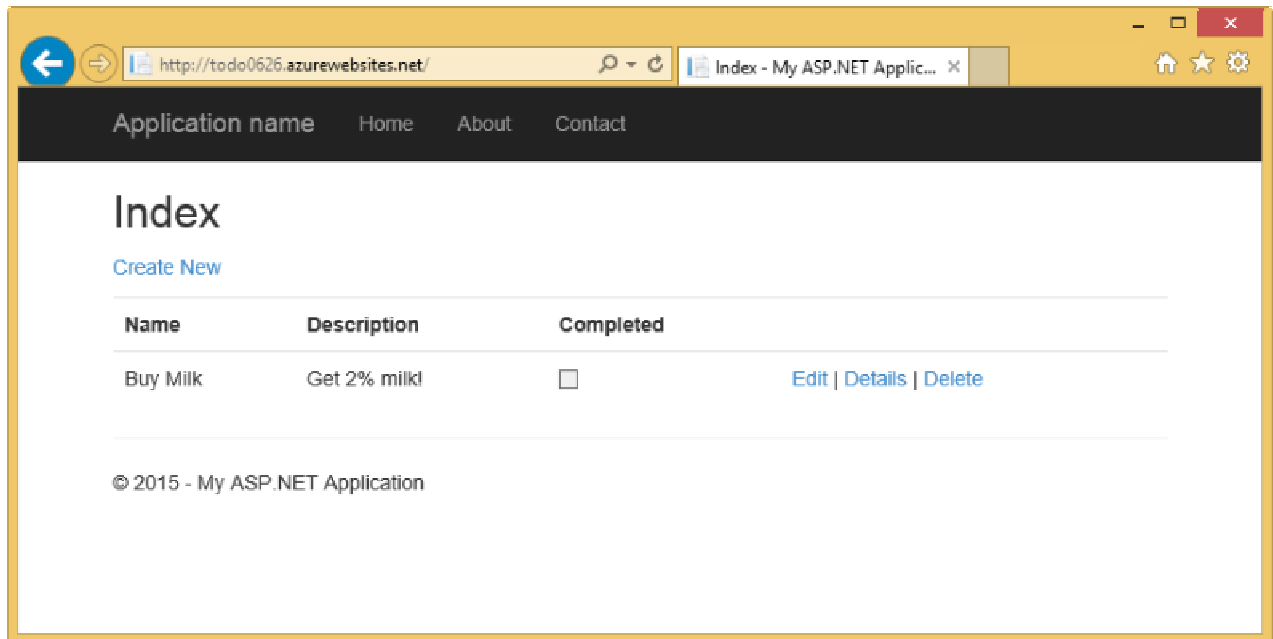 http://todo0626.azurewebsites.net/
Index - My ASP.NET Applic...
Application name Home About Contact
Index
Create New
Name Description Completed
Buy Milk Get 2% milk! Edit | Details | Delete
© 2015 - My ASP.NET Application